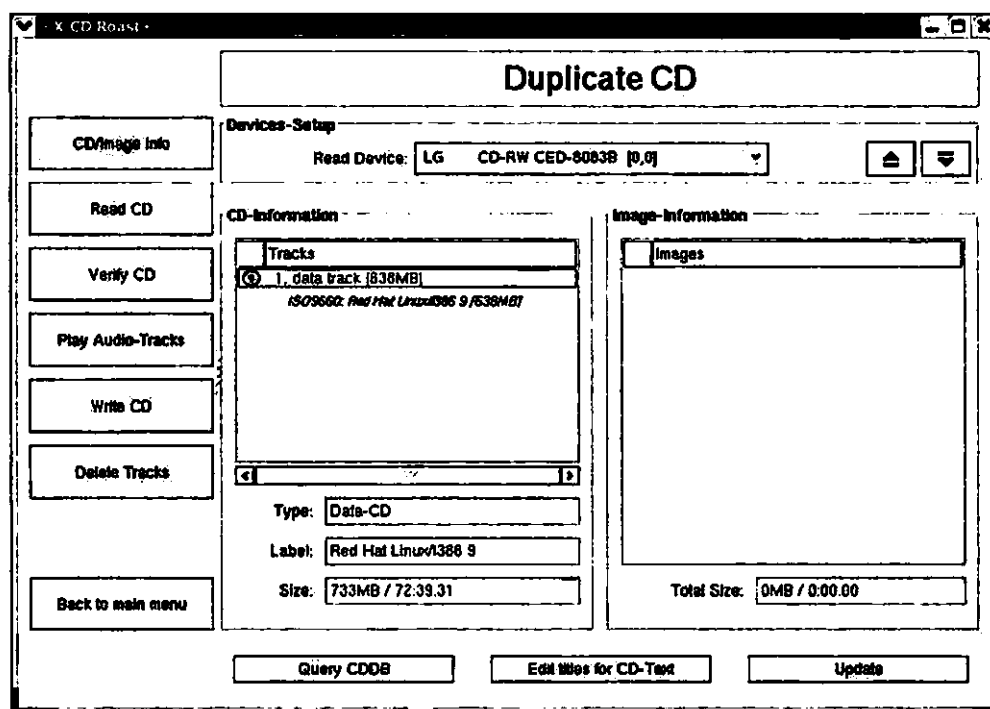 X CD Roast
Duplicate CD
CD/Image Info
Read CD
Verify CD
Play Audio-Tracks
Write CD
Delete Tracks
Back to main menu
Devices-Setup
Read Device: LG CD-RW CED-8083B [0,0]
CD-Information
Tracks
1. data track [638MB]
ISO9660: Red Hat Linux/i386 9 [638MB]
Type: Data-CD
Label: Red Hat Linux/i386 9
Size: 733MB / 72:39.31
Image-Information
Images
Total Size: 0MB / 0:00.00
Query CDDB
Edit titles for CD-Text
Update